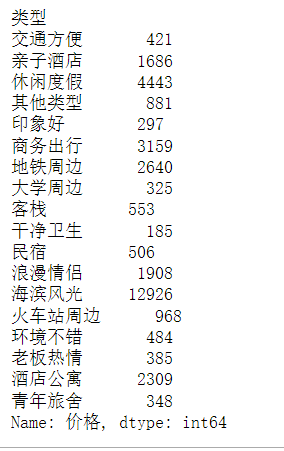 类型
交通方便 421
亲子酒店 1686
休闲度假 4443
其他类型 881
印象好 297
商务出行 3159
地铁周边 2640
大学周边 325
客栈 553
干净卫生 185
民宿 506
浪漫情侣 1908
海滨风光 12926
火车站周边 968
环境不错 484
老板热情 385
酒店公寓 2309
青年旅舍 348
Name: 价格, dtype: int64